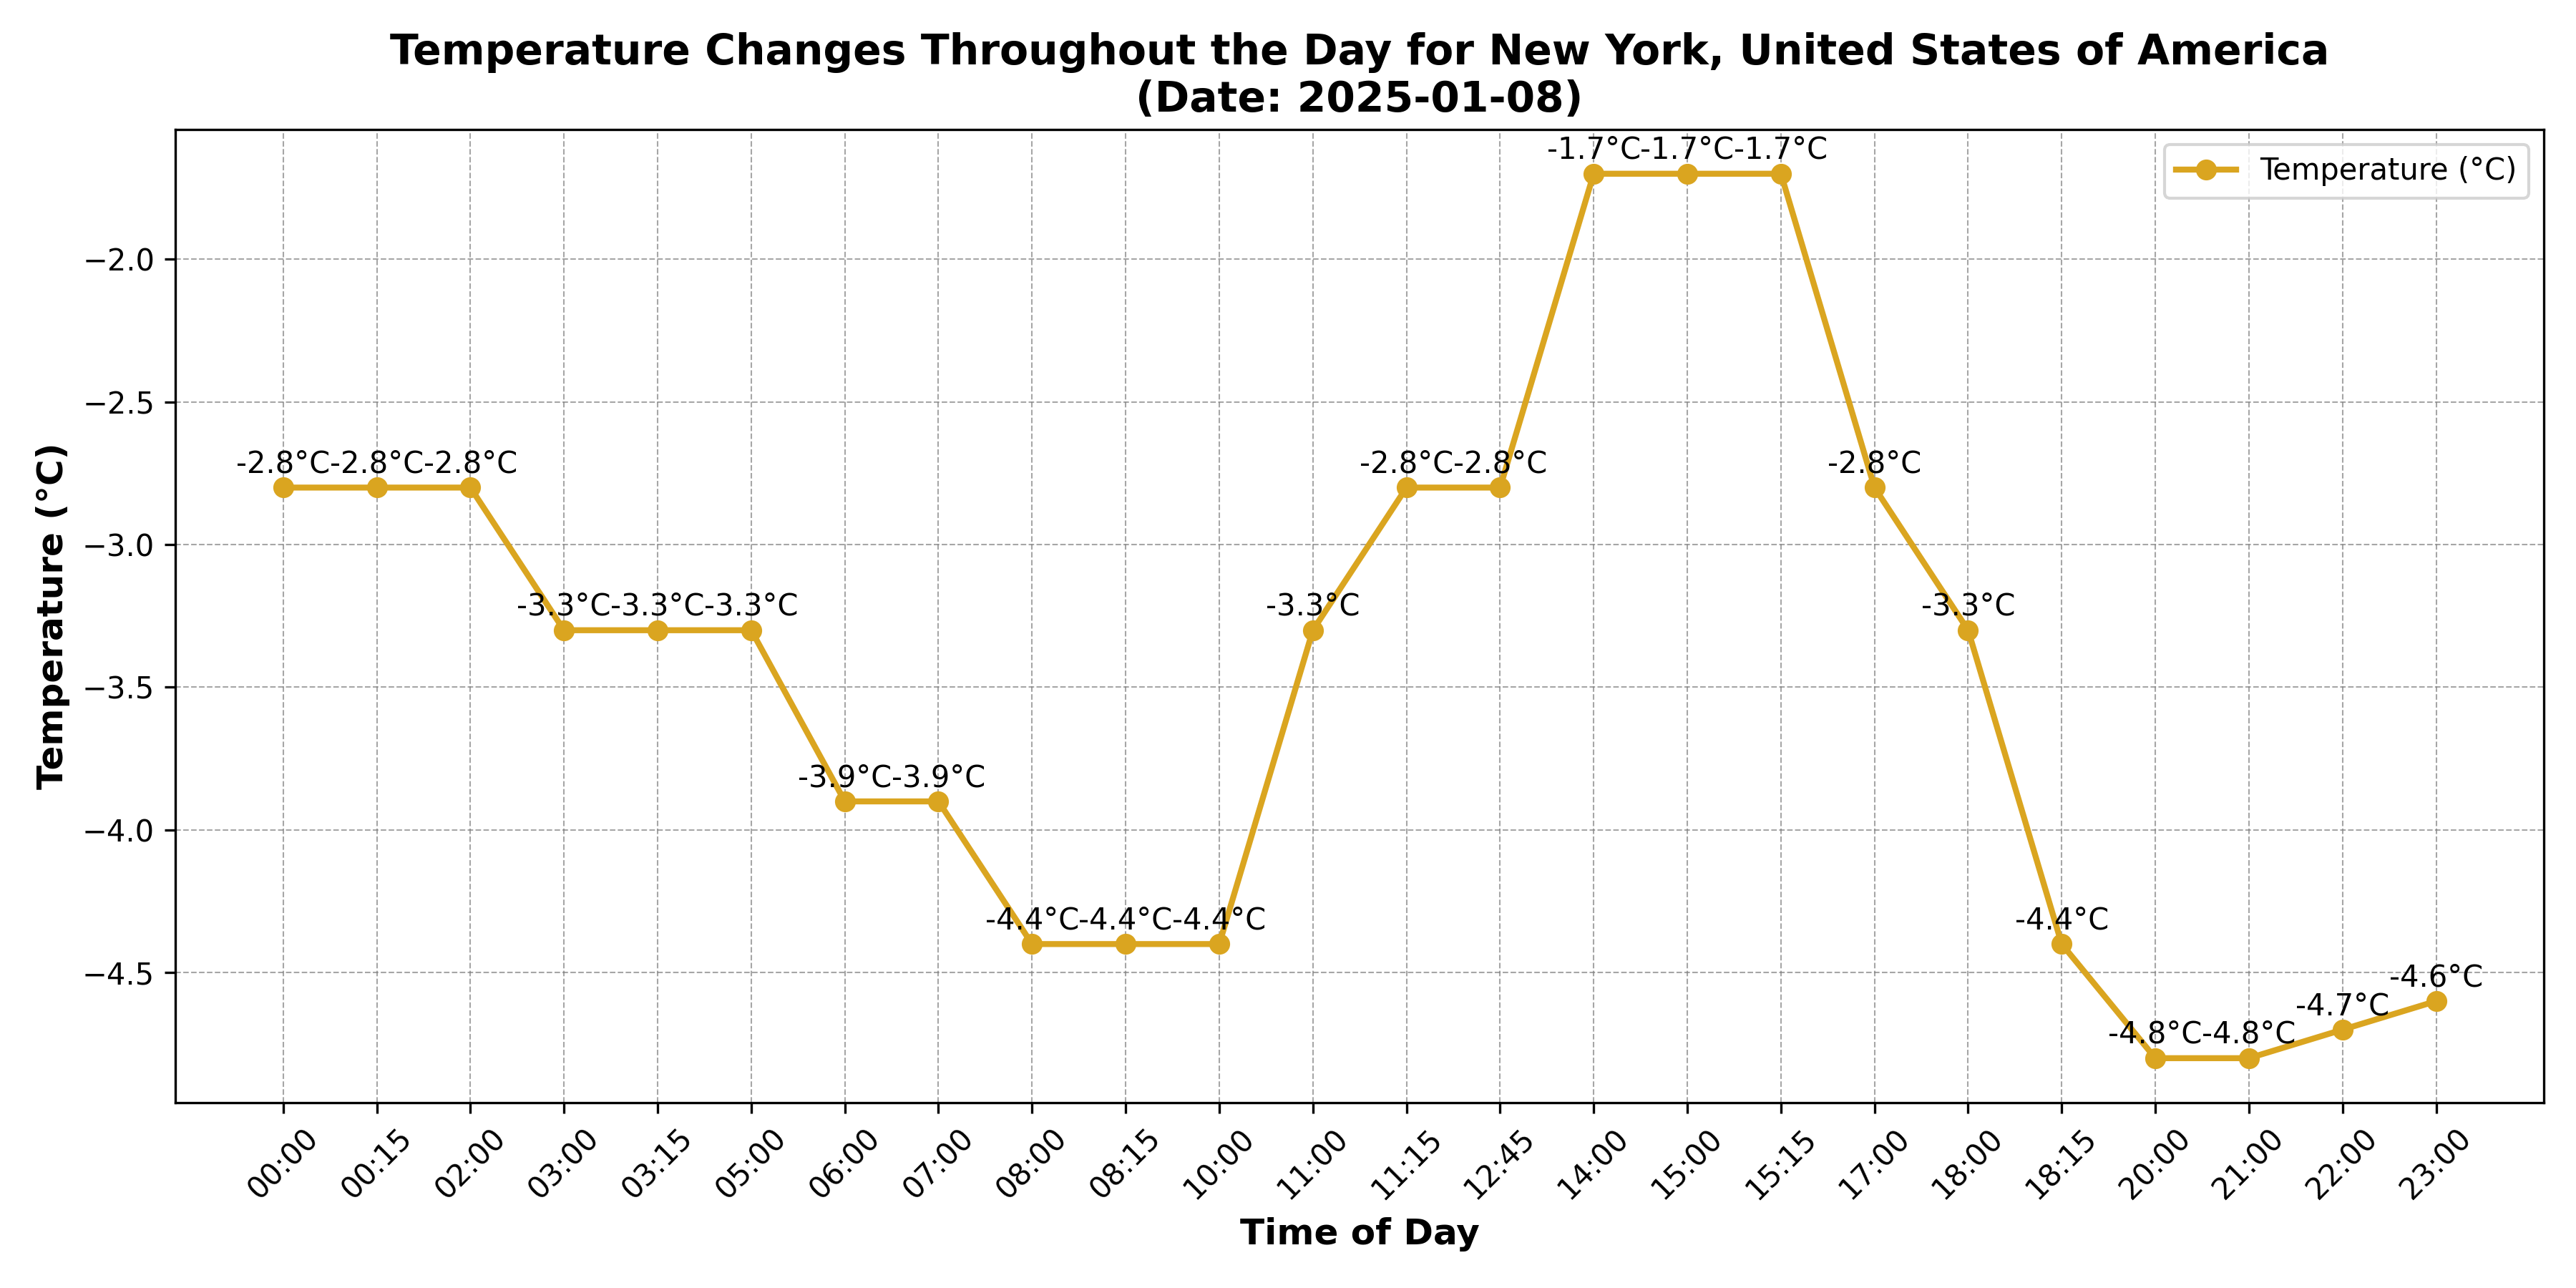 Temperature Changes Throughout the Day for New York, United States of America
(Date: 2025-01-08)
Temperature (°C)
-1.7°C-1.7°C-1.7°C
−2.0
−2.5
-2.8°C-2.8°C-2.8°C
-2.8°C-2.8°C
-2.8°C
−3.0
-3.3°C-3.3°C-3.3°C
-3.3°C
-3.3°C
−3.5
-3.9°C-3.9°C
−4.0
-4.4°C-4.4°C-4.4°C
-4.4°C
−4.5
-4.8°C-4.8°C
-4.7°C
-4.6°C
Temperature (°C)
00:00
00:15
02:00
03:00
03:15
05:00
06:00
07:00
08:00
08:15
10:00
11:00
11:15
12:45
14:00
15:00
15:15
17:00
18:00
18:15
20:00
21:00
22:00
23:00
Time of Day